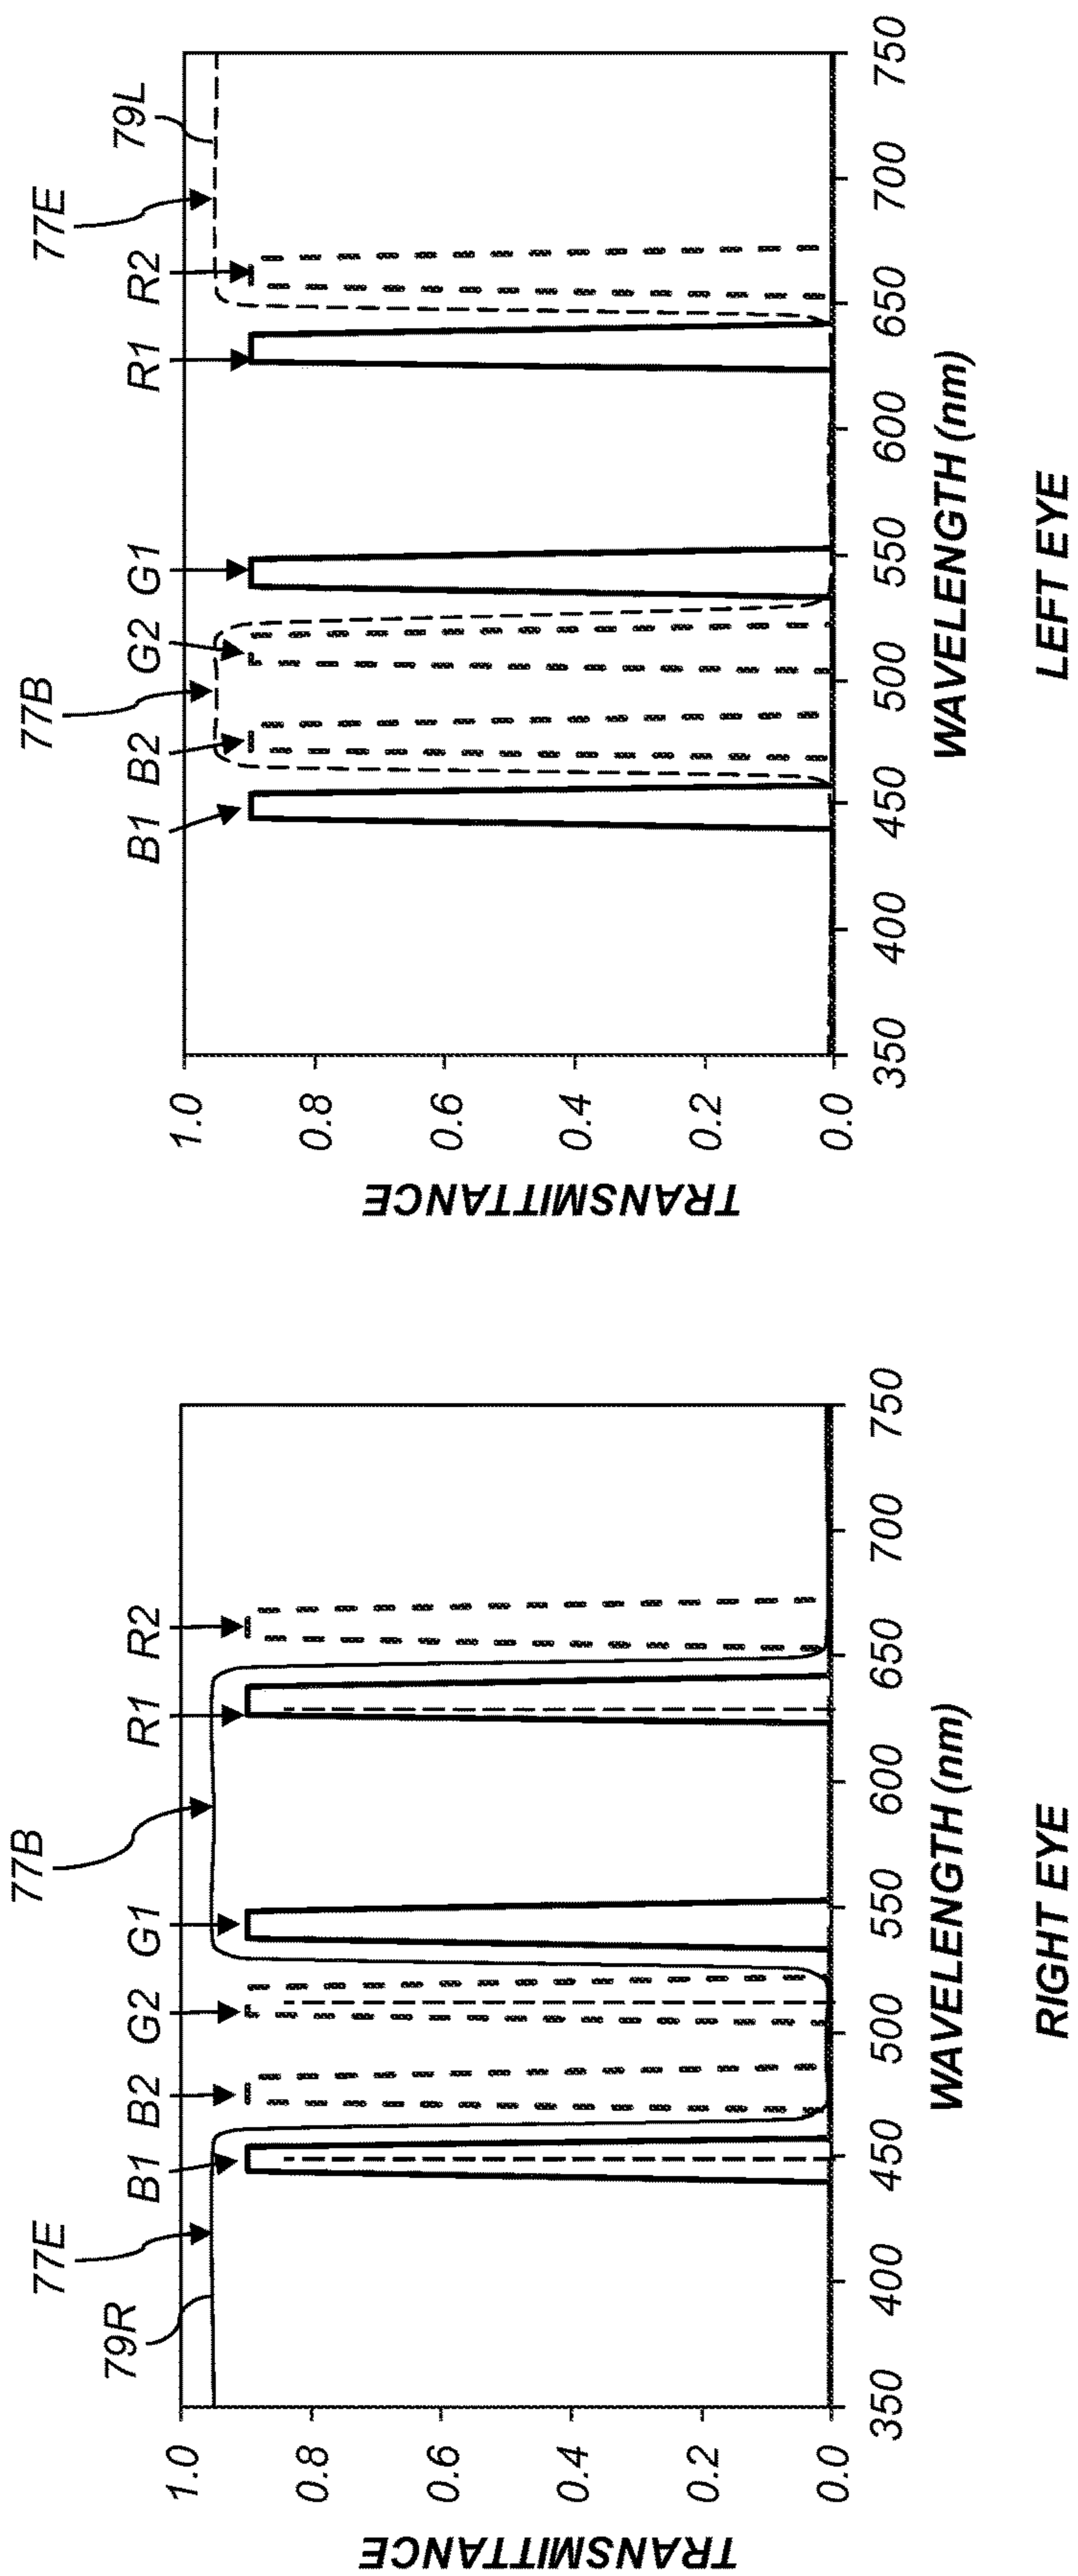 77E
77B
79R
B1
B2
G2
G1
R1
R2
1.0
0.8
0.6
0.4
0.2
0.0
TRANSMITTANCE
350
400
450
500
550
600
650
700
750
WAVELENGTH (nm)
RIGHT EYE
77B
77E
79L
B1
B2
G2
G1
R1
R2
1.0
0.8
0.6
0.4
0.2
0.0
TRANSMITTANCE
350
400
450
500
550
600
650
700
750
WAVELENGTH (nm)
LEFT EYE